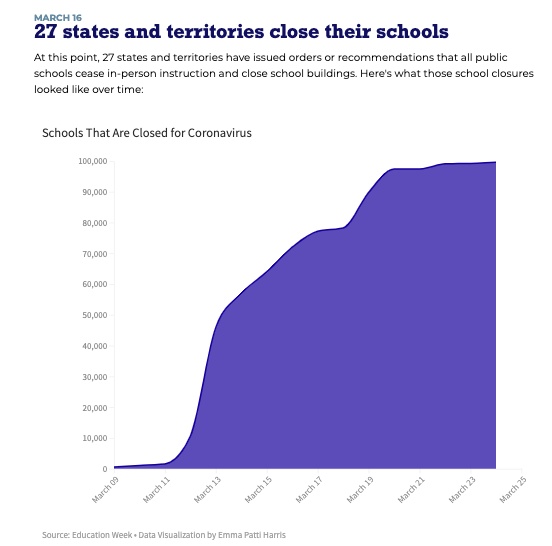 MARCH 16
27 states and territories close their schools
At this point, 27 states and territories have issued orders or recommendations that all public
schools cease in-person instruction and close school buildings. Here's what those school closures
looked like over time:
Schools That Are Closed for Coronavirus
100,000
90,000
80,000
70,000
60,000
50,000
40,000
30,000
20,000
10,000
0
March 09
March 11
March 13
March 15
March 17
March 19
March 21
March 23
March 25
Source: Education Week • Data Visualization by Emma Patti Harris